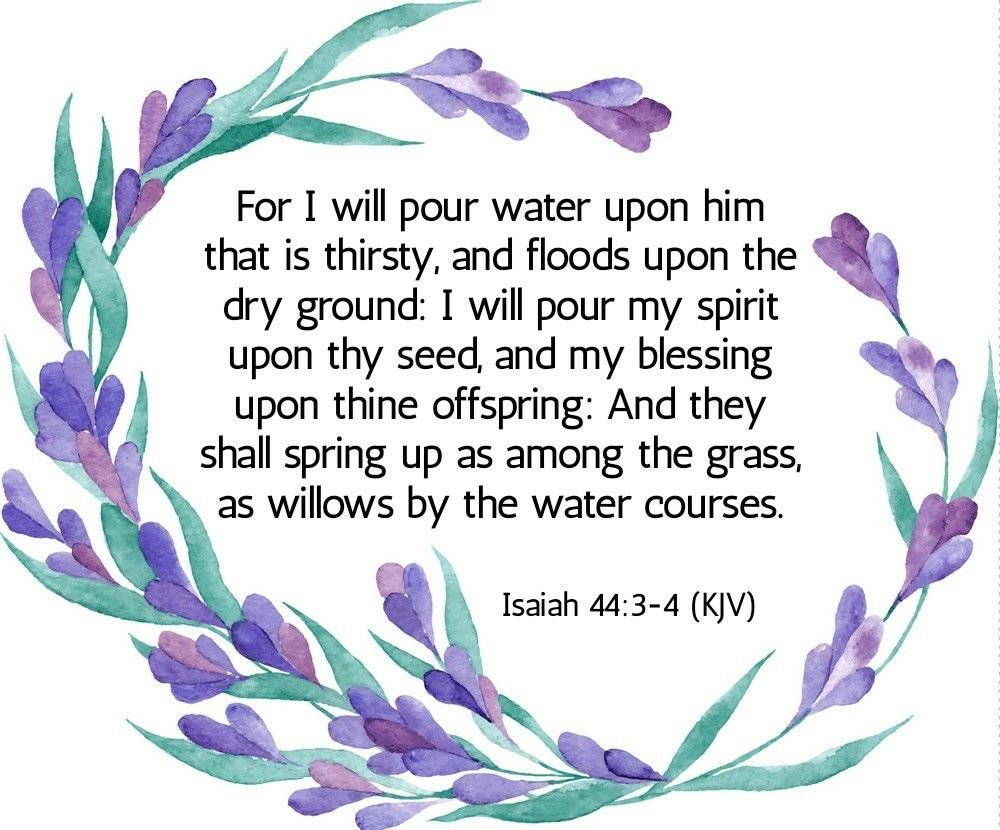 For I will pour water upon him
that is thirsty, and floods upon the
dry ground: I will pour my spirit
upon thy seed, and my blessing
upon thine offspring: And they
shall spring up as among the grass,
as willows by the water courses.
Isaiah 44:3-4 (KJV)